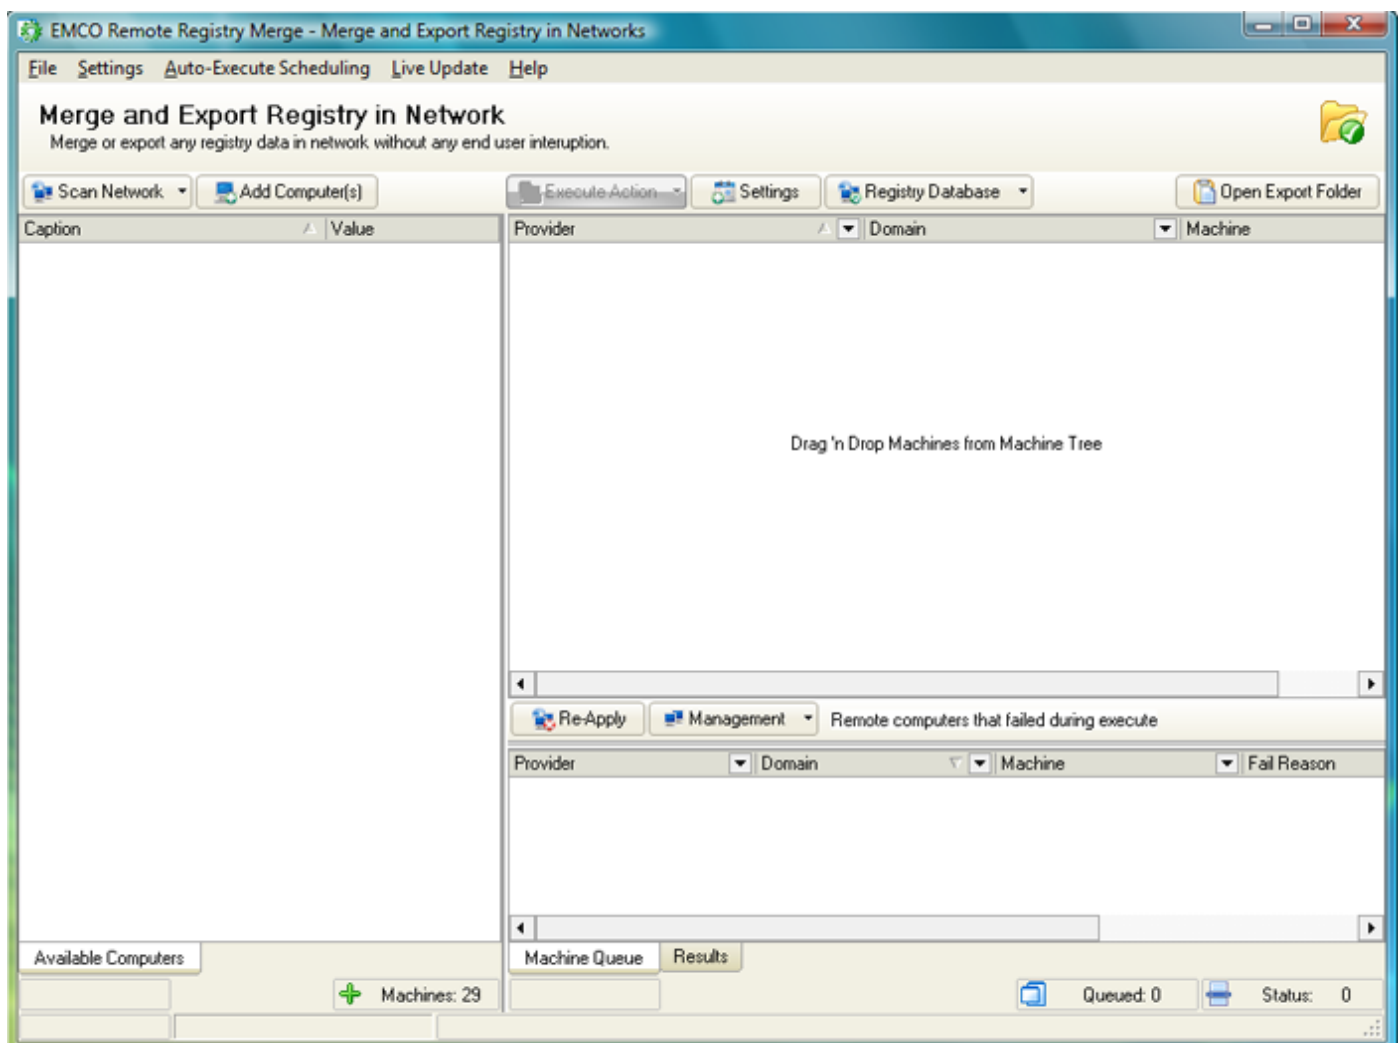 EMCO Remote Registry Merge - Merge and Export Registry in Networks
File Settings Auto-Execute Scheduling Live Update Help
Merge and Export Registry in Network
Merge or export any registry data in network without any end user interuption.
Scan Network Add Computer(s) Execute Action Settings Registry Database Open Export Folder
Caption Value Provider Domain Machine
Drag 'n Drop Machines from Machine Tree
Re-Apply Management Remote computers that failed during execute
Provider Domain Machine Fail Reason
Available Computers Machine Queue Results
Machines: 29 Queued: 0 Status: 0